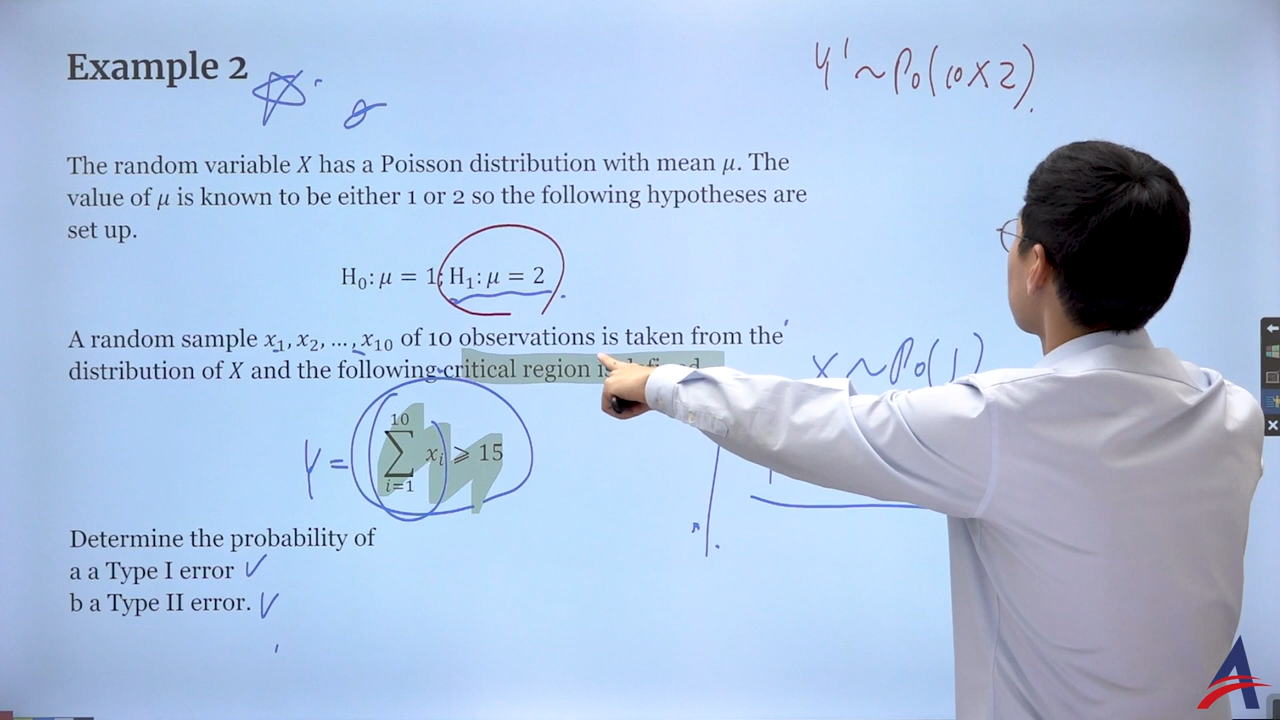 Example 2
Y' ~ Po(10×2).
The random variable X has a Poisson distribution with mean μ. The
value of μ is known to be either 1 or 2 so the following hypotheses are
set up.
H₀: μ = 1; H₁: μ = 2
A random sample x₁, x₂, …, x₁₀ of 10 observations is taken from the
distribution of X and the following critical region
X ~ Po(1)
10
Y = ∑ xᵢ ⩾ 15
i=1
Determine the probability of
a a Type I error
b a Type II error.